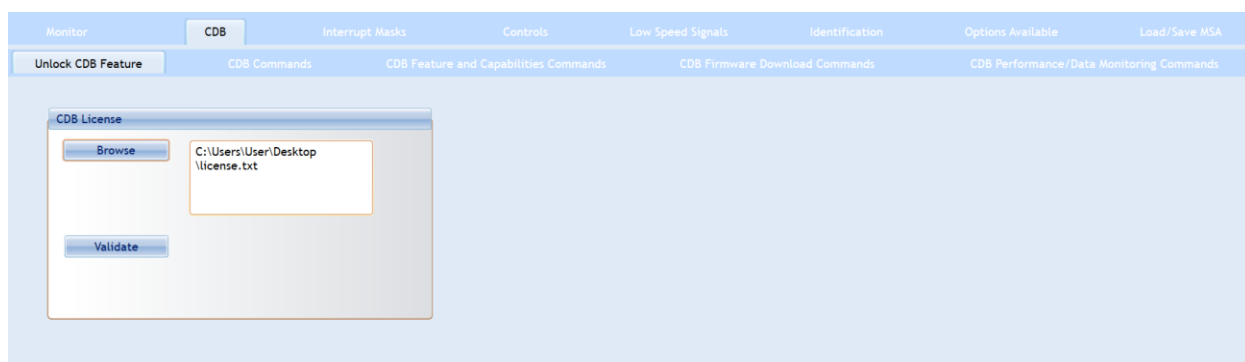 Monitor CDB Interrupt Masks Controls Low Speed Signals Identification Options Available Load/Save MSA
Unlock CDB Feature CDB Commands CDB Feature and Capabilities Commands CDB Firmware Download Commands CDB Performance/Data Monitoring Commands
CDB License
Browse
C:\Users\User\Desktop
\license.txt
Validate